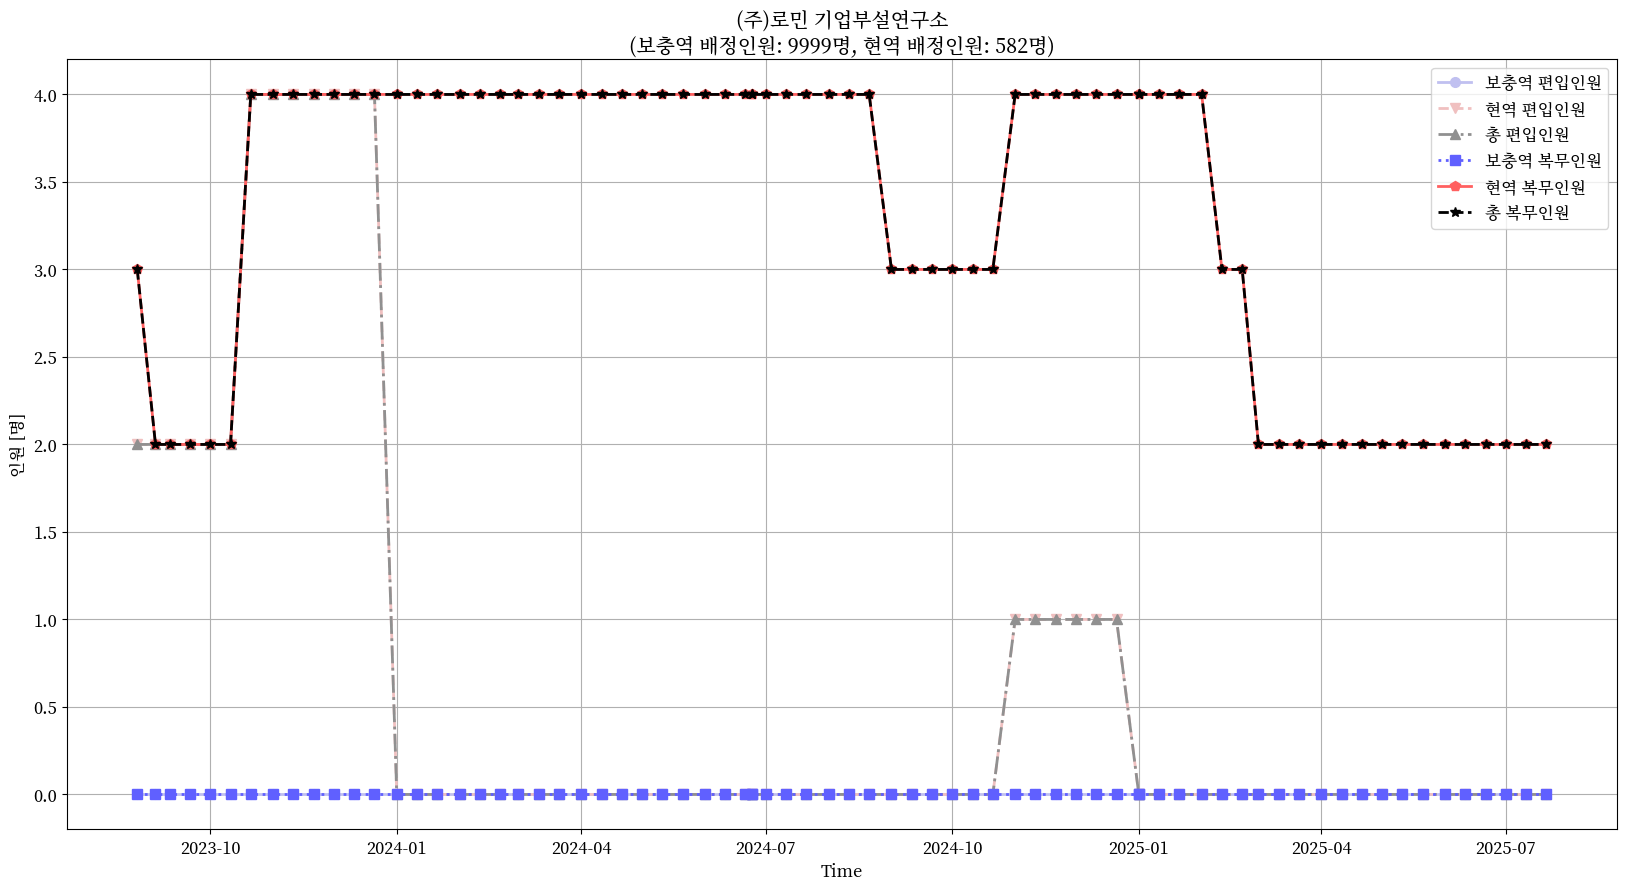 (주)로민 기업부설연구소
(보충역 배정인원: 9999명, 현역 배정인원: 582명)
보충역 편입인원
현역 편입인원
총 편입인원
보충역 복무인원
현역 복무인원
총 복무인원
인원 [명]
4.0
3.5
3.0
2.5
2.0
1.5
1.0
0.5
0.0
2023-10
2024-01
2024-04
2024-07
2024-10
2025-01
2025-04
2025-07
Time